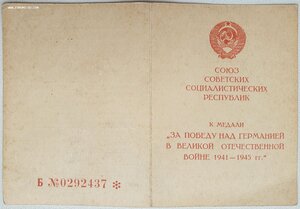 СОЮЗ
СОВЕТСКИХ
СОЦИАЛИСТИЧЕСКИХ
РЕСПУБЛИК
К МЕДАЛИ
„ЗА ПОБЕДУ НАД ГЕРМАНИЕЙ
В ВЕЛИКОЙ ОТЕЧЕСТВЕННОЙ
ВОЙНЕ 1941—1945 гг.“
Б №0292437 *